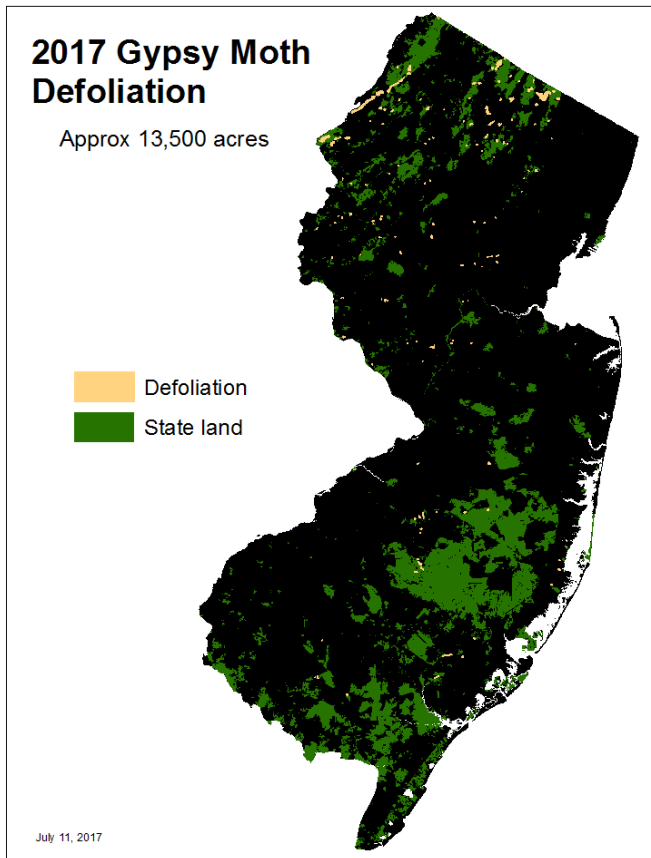 2017 Gypsy Moth
Defoliation
Approx 13,500 acres
Defoliation
State land
July 11, 2017